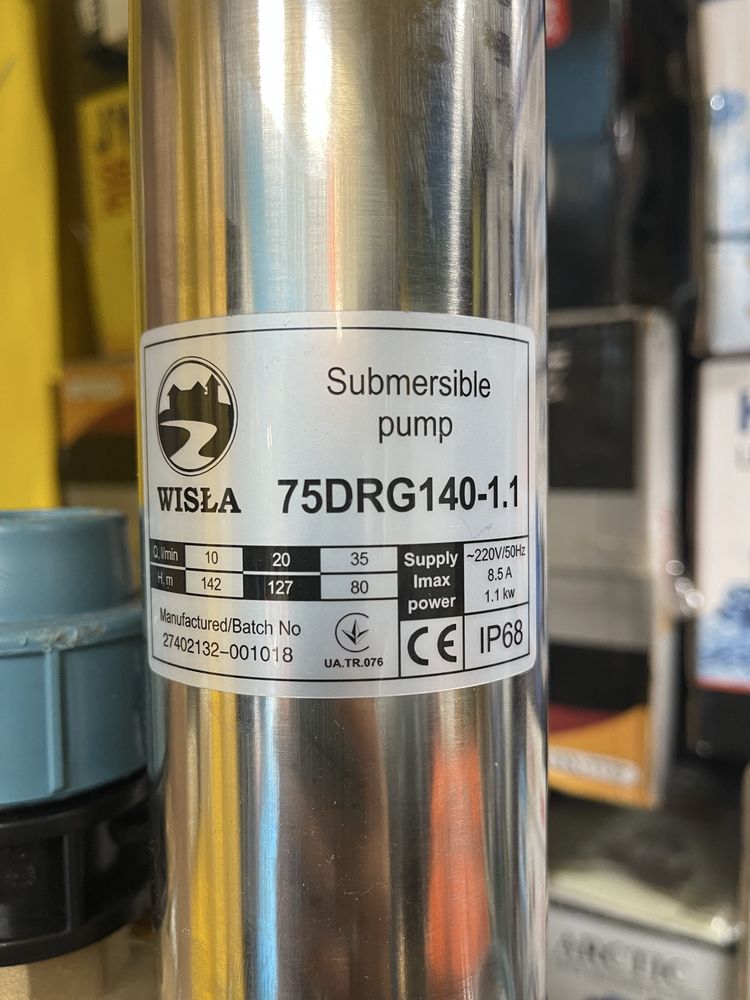 Submersible
pump
WISŁA
75DRG140-1.1
Q, l/min 10 20 35
H, m 142 127 80
Supply ~220V/50Hz
Imax 8.5 A
power 1.1 kw
Manufactured/Batch No
27402132-001018
UA.TR.076
CE
IP68
ARCTIC